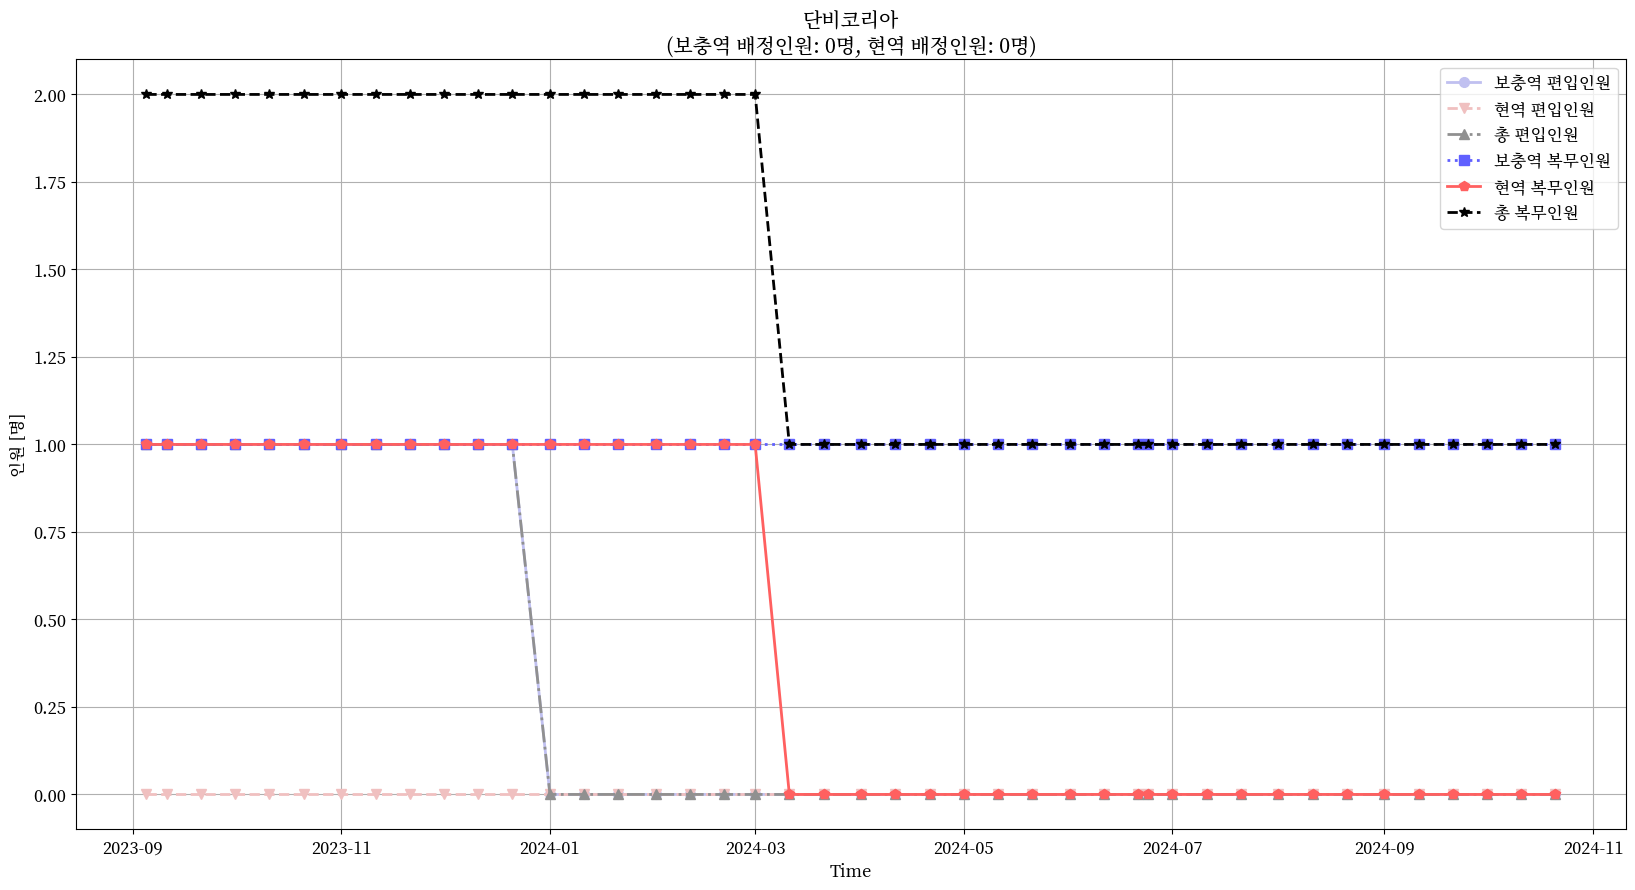 단비코리아
(보충역 배정인원: 0명, 현역 배정인원: 0명)
보충역 편입인원
현역 편입인원
총 편입인원
보충역 복무인원
현역 복무인원
총 복무인원
인원 [명]
2.00
1.75
1.50
1.25
1.00
0.75
0.50
0.25
0.00
2023-09
2023-11
2024-01
2024-03
2024-05
2024-07
2024-09
2024-11
Time